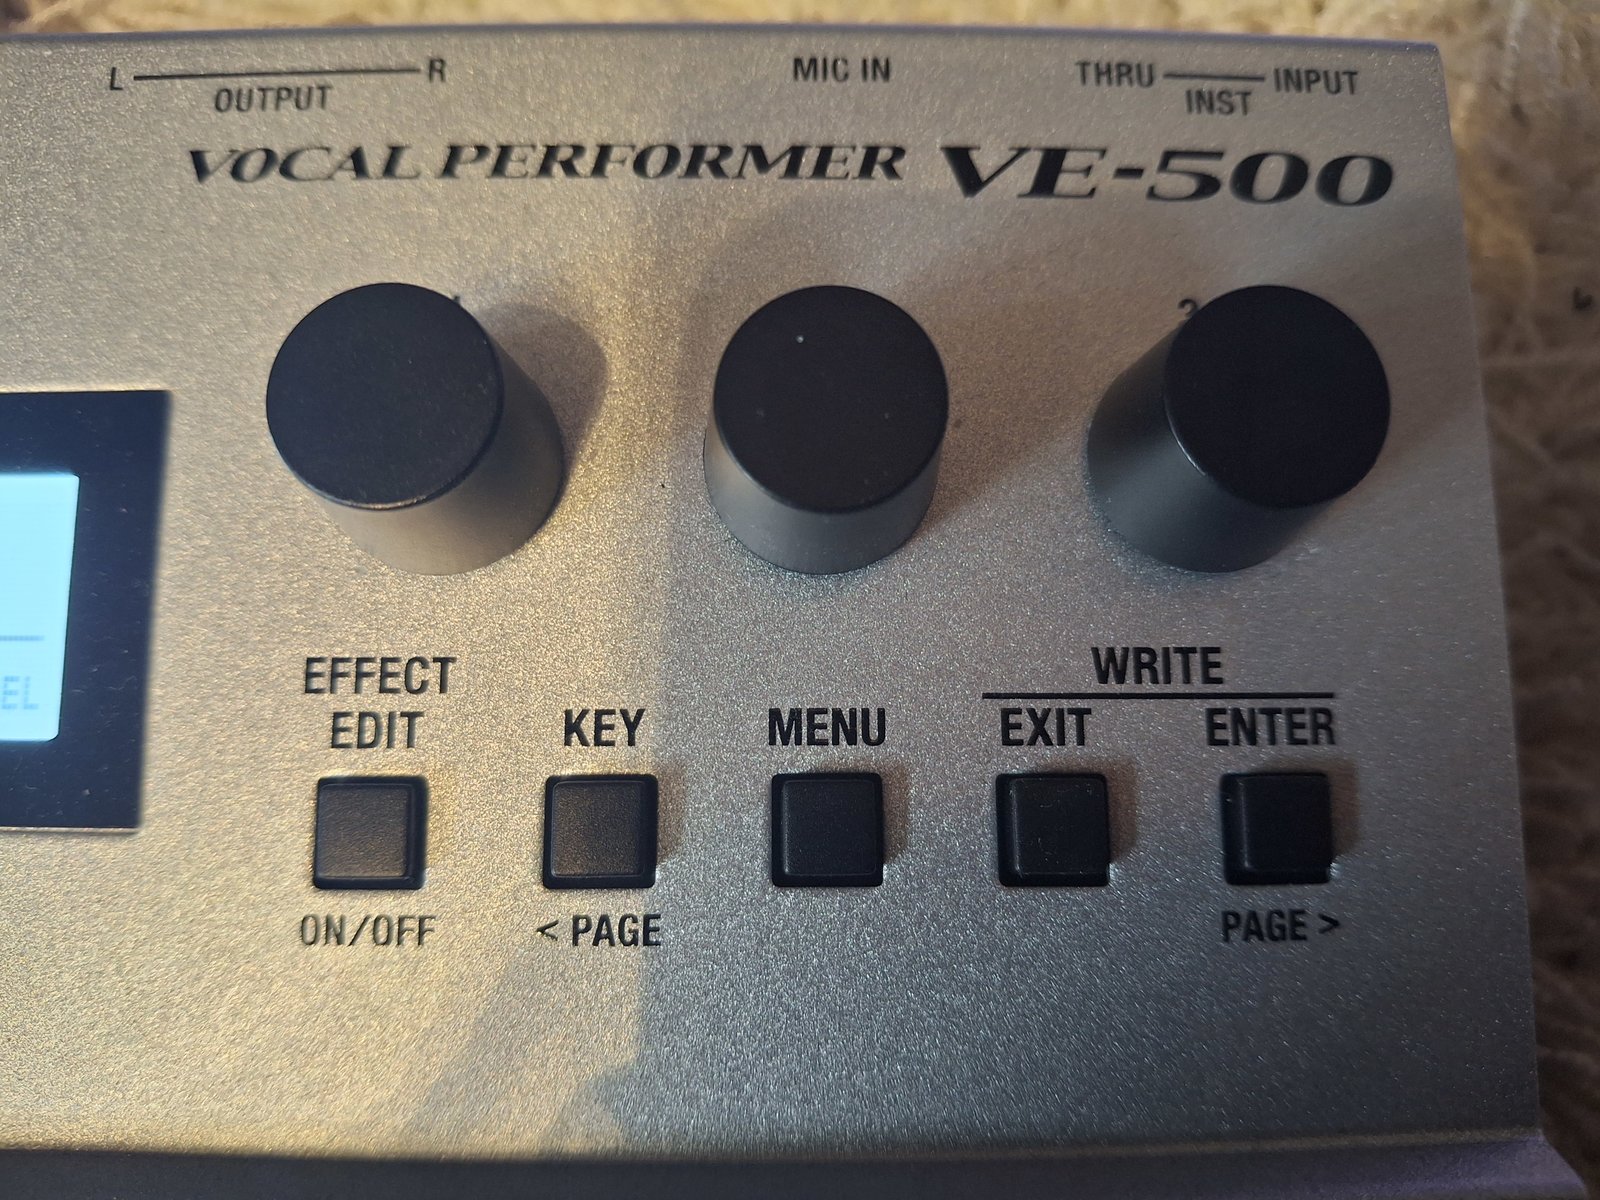 L R
OUTPUT
MIC IN
THRU INPUT
INST
VOCAL PERFORMER VE-500
EFFECT
EDIT
KEY
MENU
WRITE
EXIT
ENTER
ON/OFF
< PAGE
PAGE >